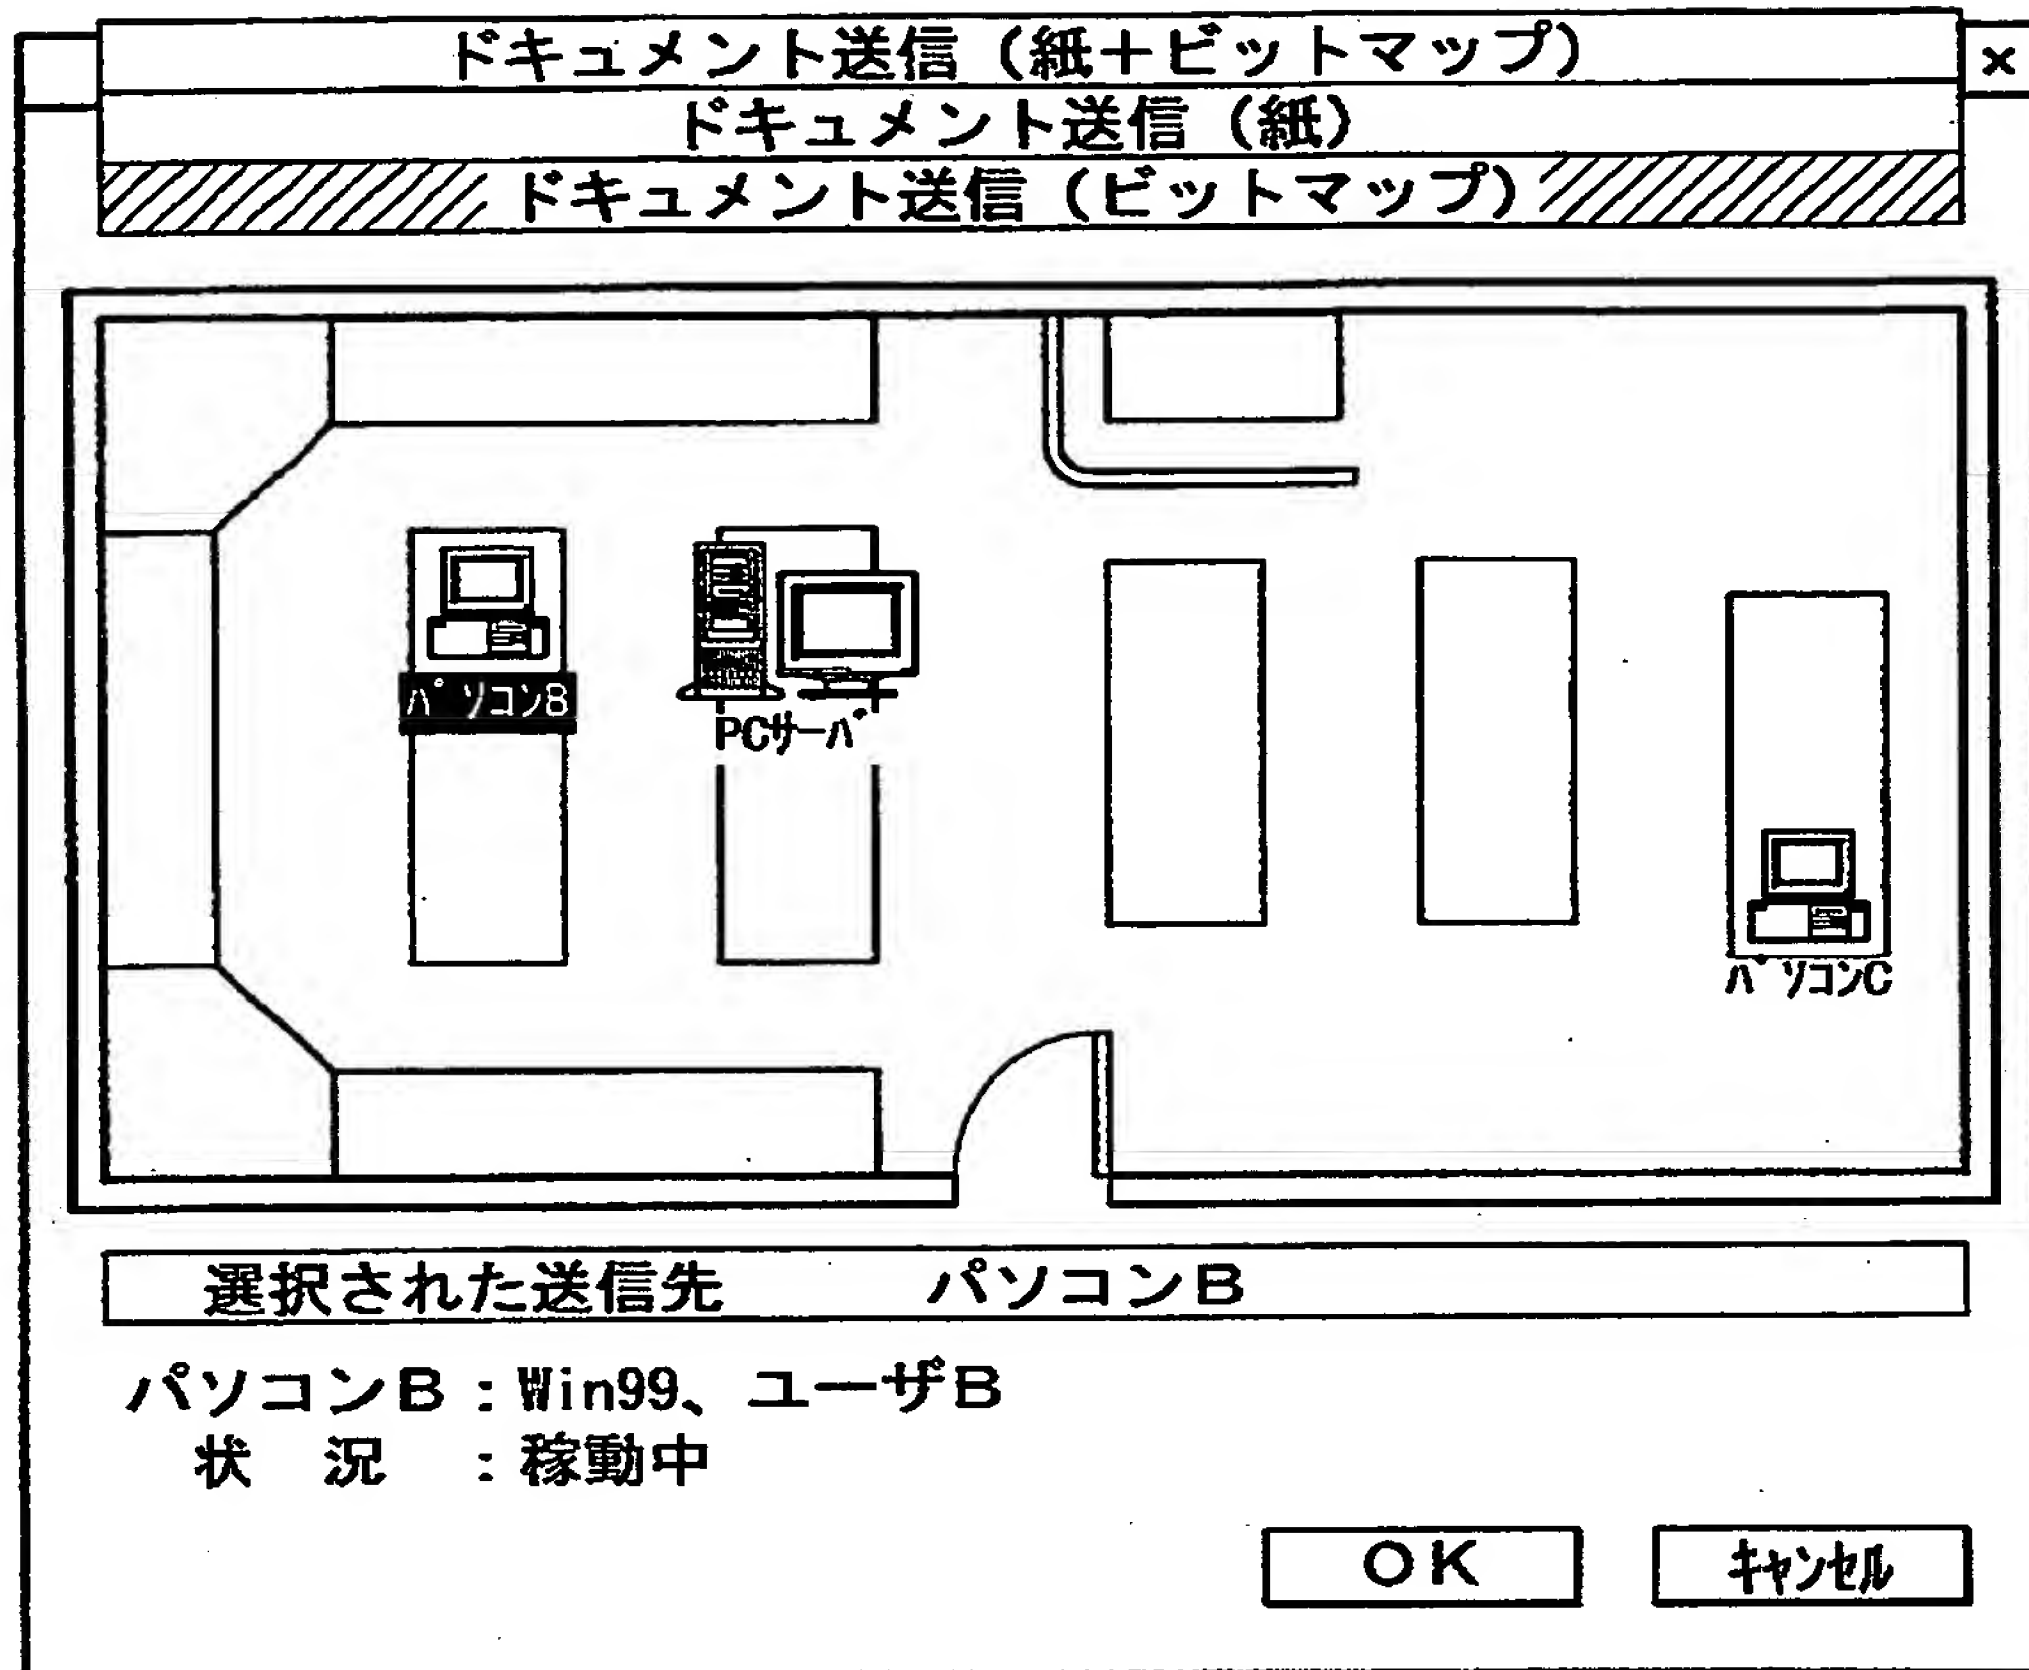 ドキュメント送信(紙+ビットマップ)
×
ドキュメント送信(紙)
ドキュメント送信(ビットマップ)
パソコンB
PCサーバ
パソコンC
選択された送信先 パソコンB
パソコンB:Win99、ユーザB
状 況 :稼動中
OK
キャンセル